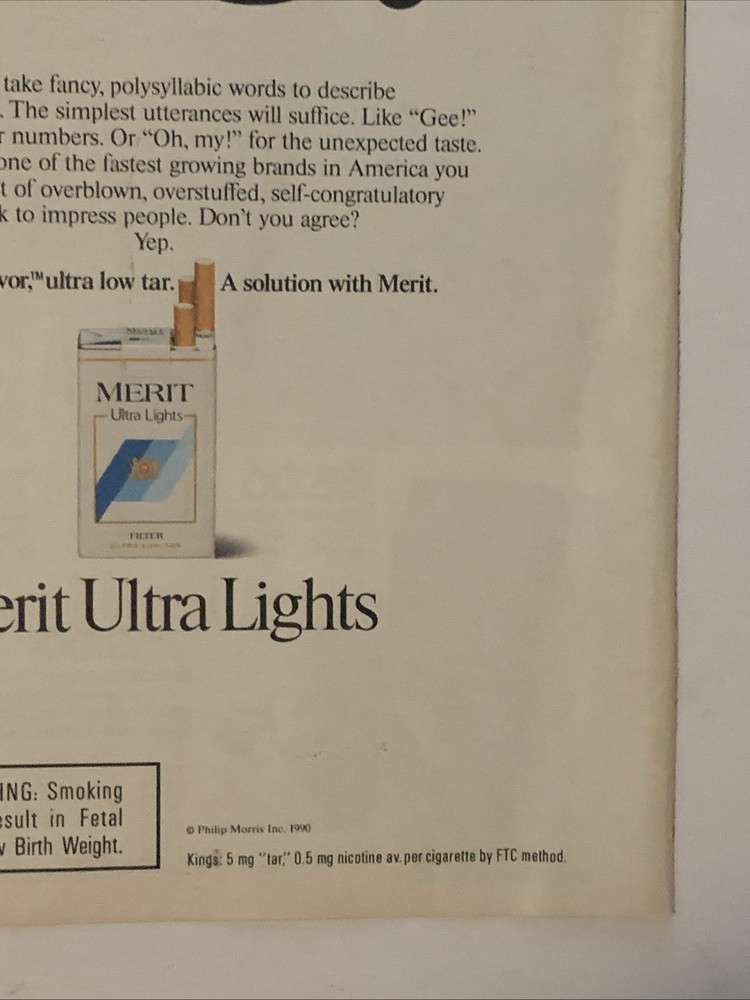 take fancy, polysyllabic words to describe
. The simplest utterances will suffice. Like “Gee!”
r numbers. Or “Oh, my!” for the unexpected taste.
one of the fastest growing brands in America you
t of overblown, overstuffed, self-congratulatory
k to impress people. Don’t you agree?
Yep.
vor,™ ultra low tar. A solution with Merit.
MERIT
Ultra Lights
FILTER
erit Ultra Lights
ING: Smoking
esult in Fetal
w Birth Weight.
© Philip Morris Inc. 1990
Kings: 5 mg "tar," 0.5 mg nicotine av. per cigarette by FTC method.